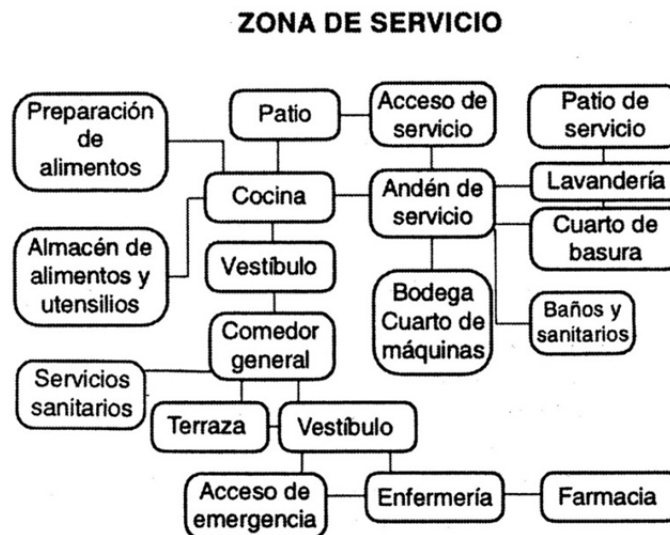 ZONA DE SERVICIO
Preparación
de
alimentos
Patio
Acceso de
servicio
Patio de
servicio
Cocina
Andén de
servicio
Lavandería
Almacén de
alimentos y
utensilios
Vestíbulo
Cuarto de
basura
Bodega
Cuarto de
máquinas
Baños y
sanitarios
Comedor
general
Servicios
sanitarios
Terraza
Vestíbulo
Acceso de
emergencia
Enfermería
Farmacia